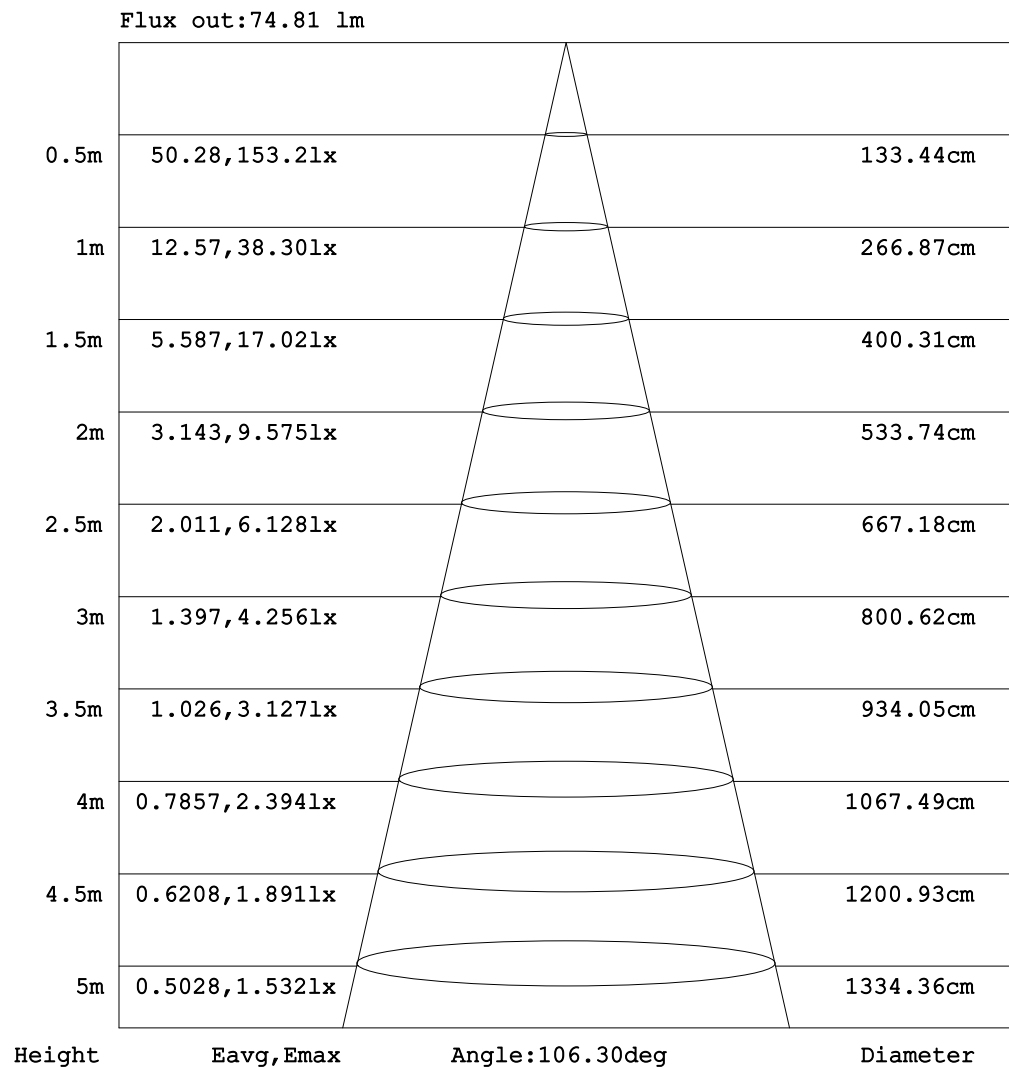 Flux out:74.81 lm
0.5m 50.28,153.2lx 133.44cm
1m 12.57,38.30lx 266.87cm
1.5m 5.587,17.02lx 400.31cm
2m 3.143,9.575lx 533.74cm
2.5m 2.011,6.128lx 667.18cm
3m 1.397,4.256lx 800.62cm
3.5m 1.026,3.127lx 934.05cm
4m 0.7857,2.394lx 1067.49cm
4.5m 0.6208,1.891lx 1200.93cm
5m 0.5028,1.532lx 1334.36cm
Height Eavg,Emax Angle:106.30deg Diameter